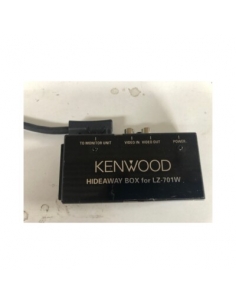 TO MONITOR UNIT VIDEO IN VIDEO OUT POWER
KENWOOD
HIDEAWAY BOX for LZ-701W